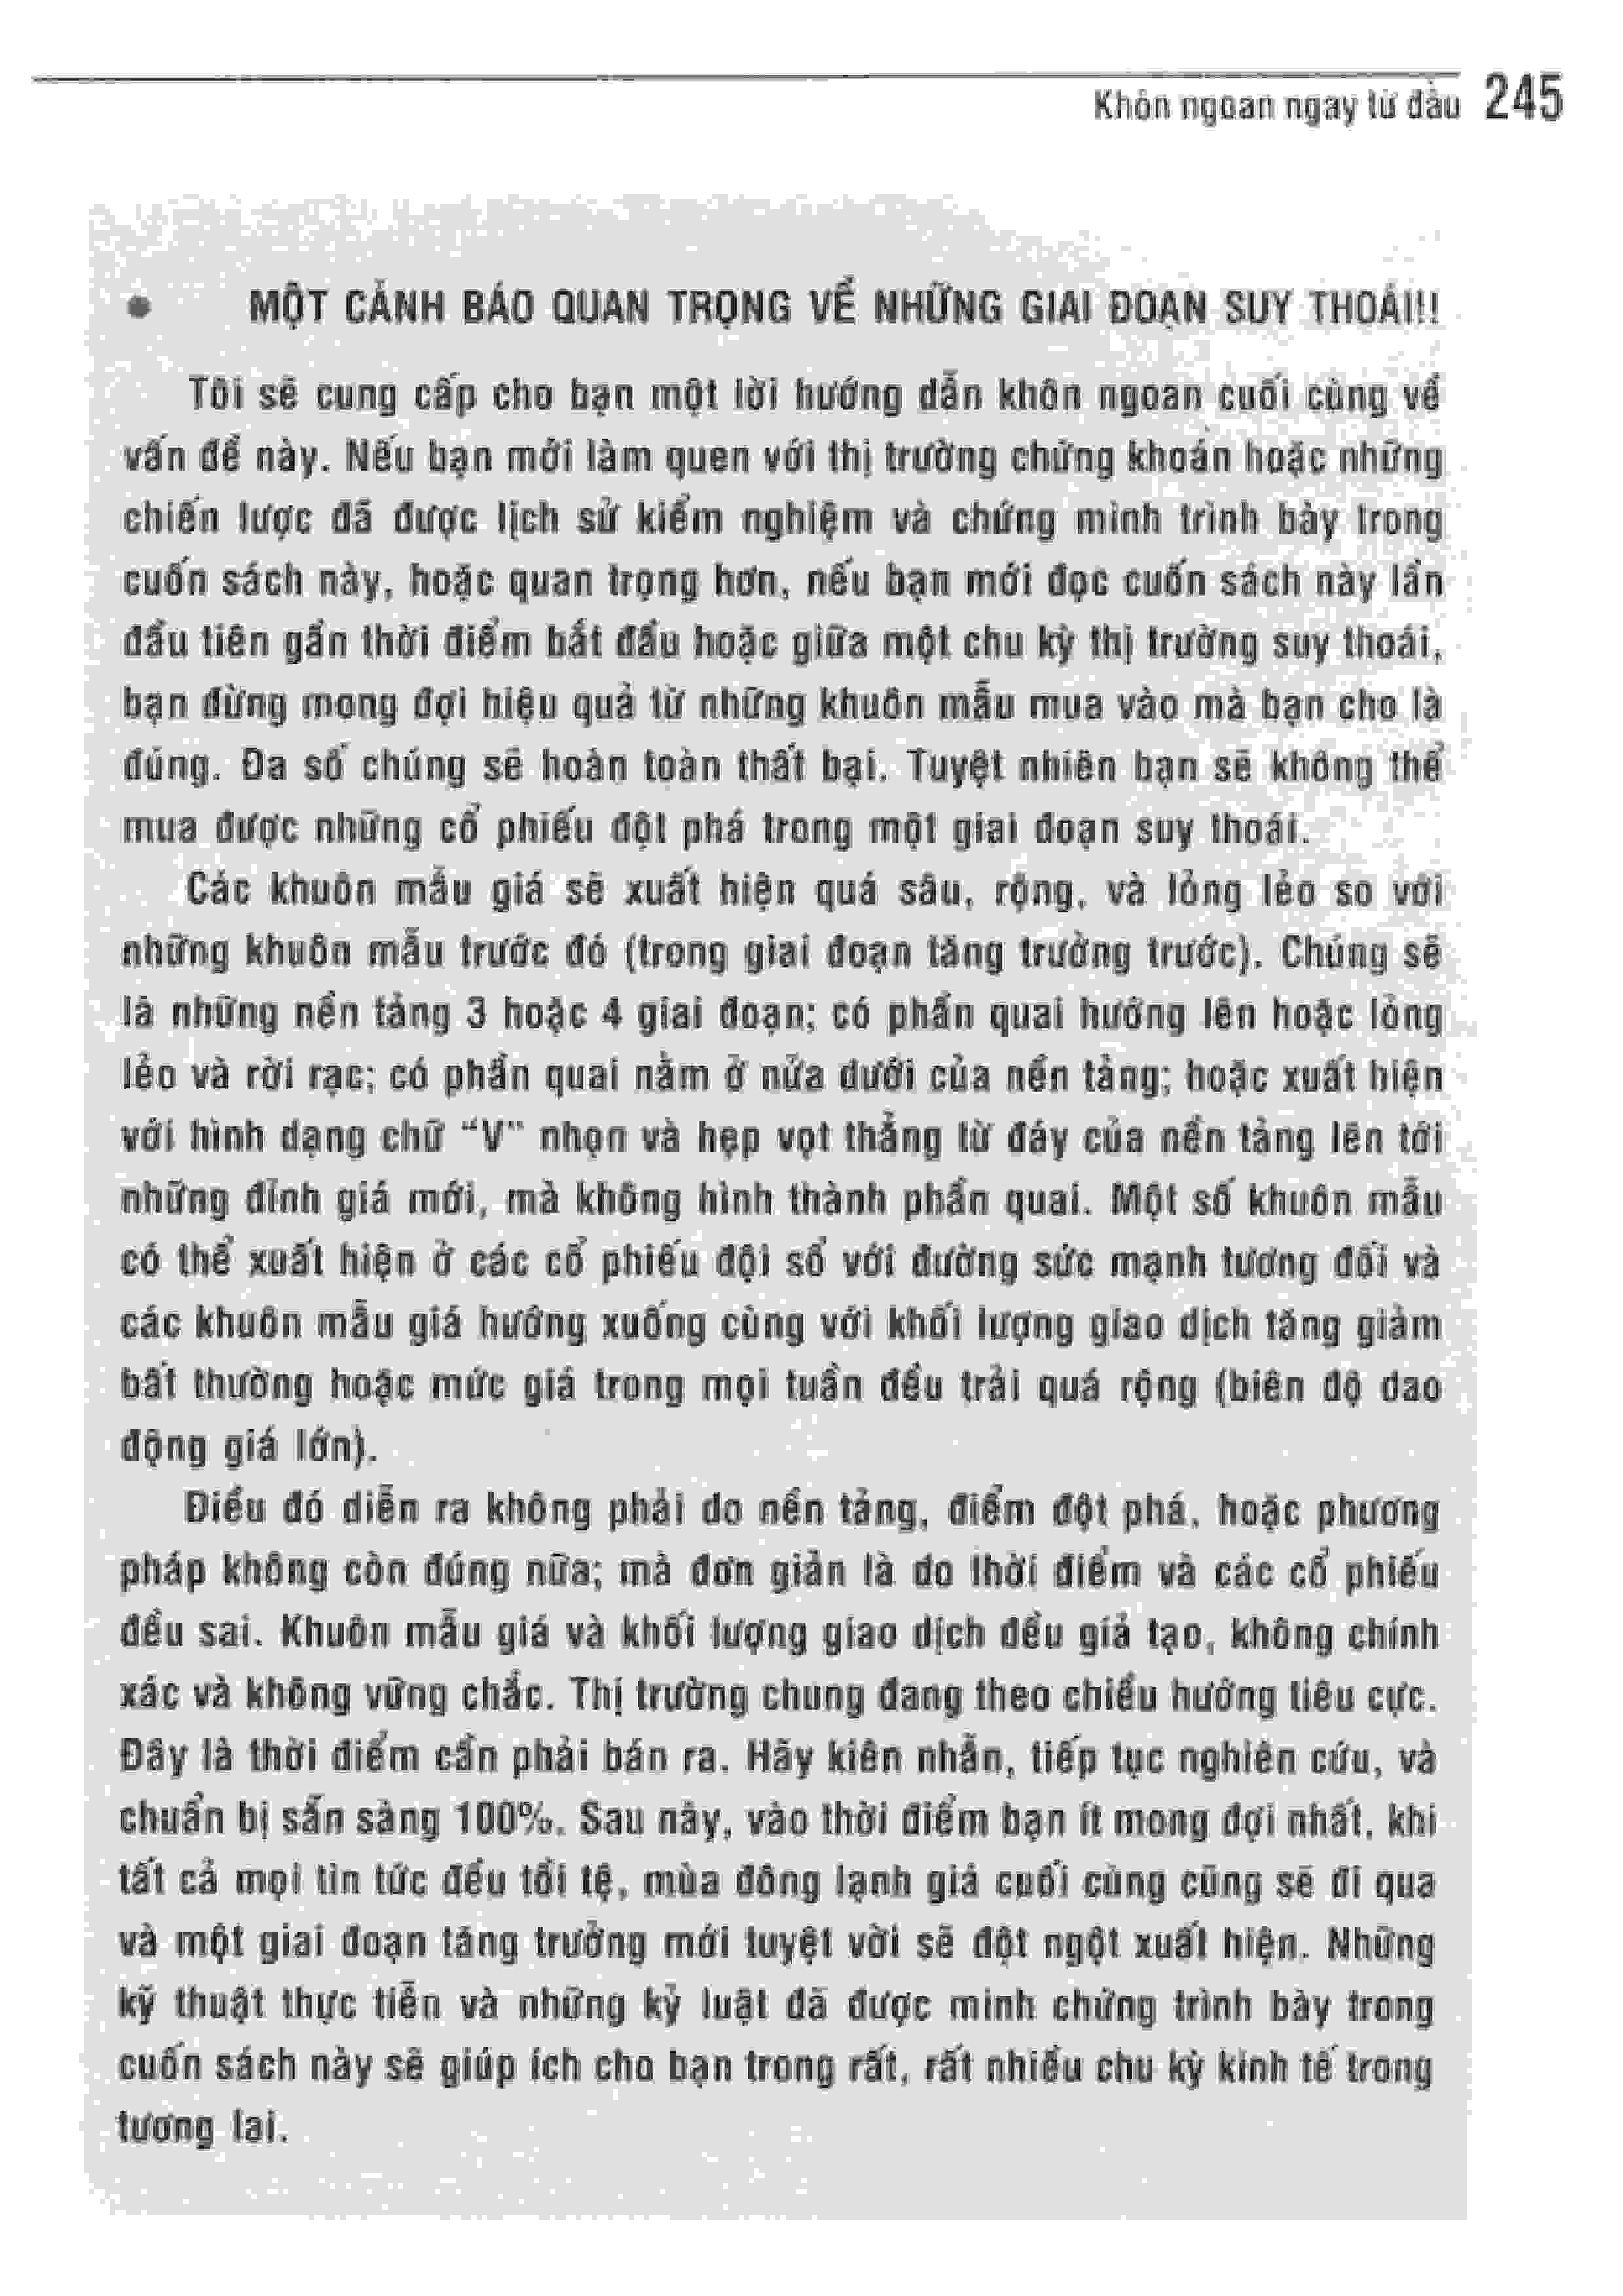 Khôn ngoan ngay từ đầu 245
• MỘT CẢNH BÁO QUAN TRỌNG VỀ NHỮNG GIAI ĐOẠN SUY THOÁI!!
Tôi sẽ cung cấp cho bạn một lời hướng dẫn khôn ngoan cuối cùng về
vấn đề này. Nếu bạn mới làm quen với thị trường chứng khoán hoặc những
chiến lược đã được lịch sử kiểm nghiệm và chứng minh trình bày trong
cuốn sách này, hoặc quan trọng hơn, nếu bạn mới đọc cuốn sách này lần
đầu tiên gần thời điểm bắt đầu hoặc giữa một chu kỳ thị trường suy thoái,
bạn đừng mong đợi hiệu quả từ những khuôn mẫu mua vào mà bạn cho là
đúng. Đa số chúng sẽ hoàn toàn thất bại. Tuyệt nhiên bạn sẽ không thể
mua được những cổ phiếu đột phá trong một giai đoạn suy thoái.
Các khuôn mẫu giá sẽ xuất hiện quá sâu, rộng, và lỏng lẻo so với
những khuôn mẫu trước đó (trong giai đoạn tăng trưởng trước). Chúng sẽ
là những nền tảng 3 hoặc 4 giai đoạn; có phần quai hướng lên hoặc lỏng
lẻo và rời rạc; có phần quai nằm ở nửa dưới của nền tảng; hoặc xuất hiện
với hình dạng chữ “V” nhọn và hẹp vọt thẳng từ đáy của nền tảng lên tới
những đỉnh giá mới, mà không hình thành phần quai. Một số khuôn mẫu
có thể xuất hiện ở các cổ phiếu đội sổ với đường sức mạnh tương đối và
các khuôn mẫu giá hướng xuống cùng với khối lượng giao dịch tăng giảm
bất thường hoặc mức giá trong mọi tuần đều trải quá rộng (biên độ dao
động giá lớn).
Điều đó diễn ra không phải do nền tảng, điểm đột phá, hoặc phương
pháp không còn đúng nữa; mà đơn giản là do thời điểm và các cổ phiếu
đều sai. Khuôn mẫu giá và khối lượng giao dịch đều giả tạo, không chính
xác và không vững chắc. Thị trường chung đang theo chiều hướng tiêu cực.
Đây là thời điểm cần phải bán ra. Hãy kiên nhẫn, tiếp tục nghiên cứu, và
chuẩn bị sẵn sàng 100%. Sau này, vào thời điểm bạn ít mong đợi nhất, khi
tất cả mọi tin tức đều tồi tệ, mùa đông lạnh giá cuối cùng cũng sẽ đi qua
và một giai đoạn tăng trưởng mới tuyệt vời sẽ đột ngột xuất hiện. Những
kỹ thuật thực tiễn và những kỷ luật đã được minh chứng trình bày trong
cuốn sách này sẽ giúp ích cho bạn trong rất, rất nhiều chu kỳ kinh tế trong
tương lai.